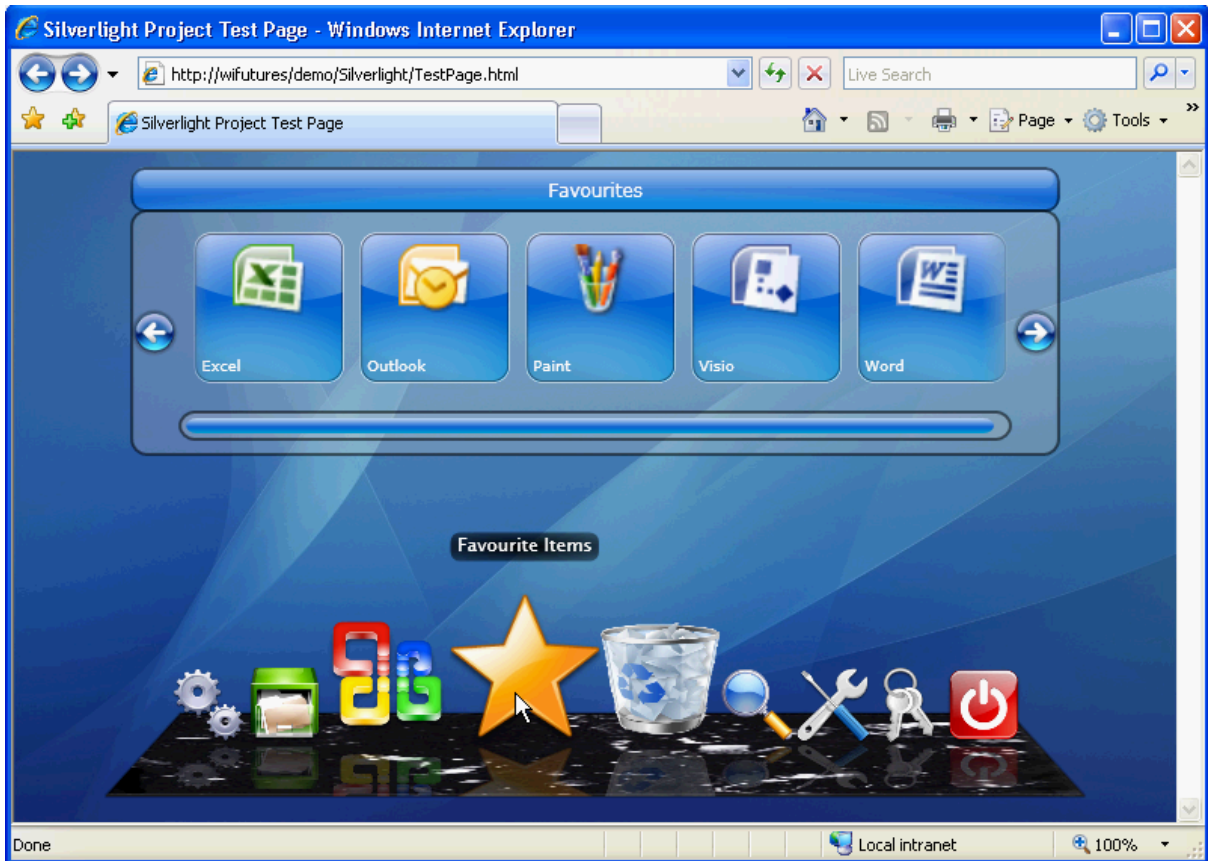 Silverlight Project Test Page - Windows Internet Explorer
http://wifutures/demo/Silverlight/TestPage.html
Live Search
Silverlight Project Test Page
Page
Tools
»
Favourites
Excel
Outlook
Paint
Visio
Word
Favourite Items
Done
Local intranet
100%